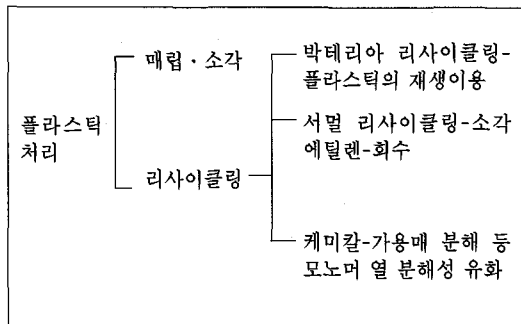 매립·소각
박테리아 리사이클링-
플라스틱의 재생이용
플라스틱
처리
서멀 리사이클링-소각
에틸렌-회수
리사이클링
케미칼-가용매 분해 등
모노머 열 분해성 유화